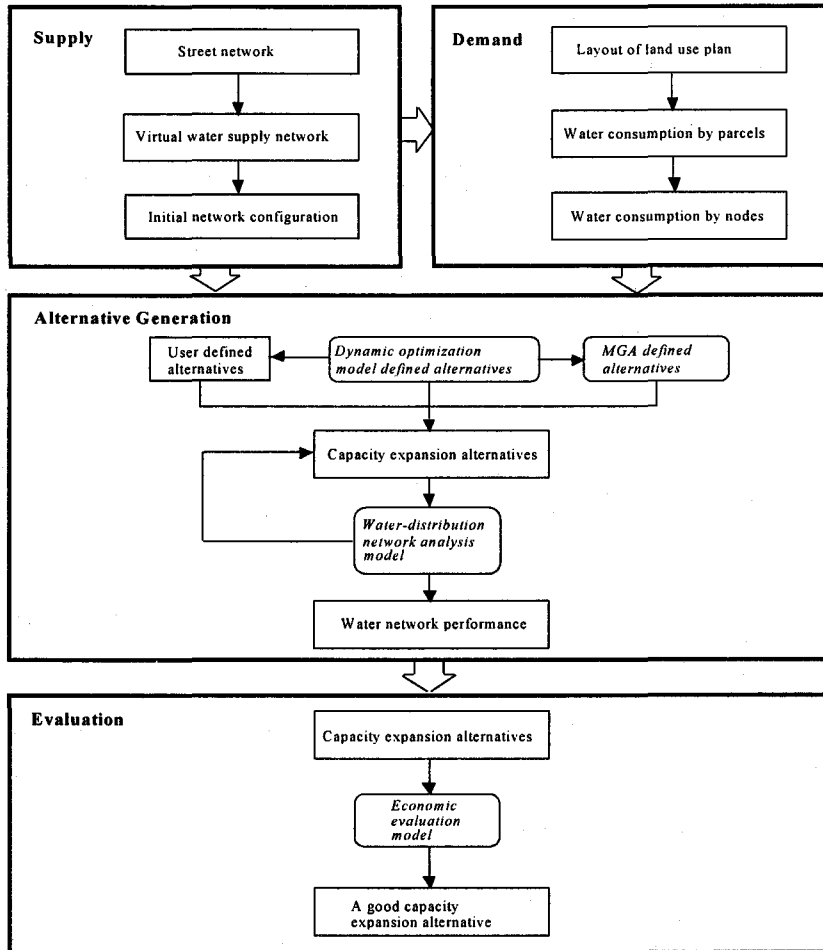 Supply
Street network
Virtual water supply network
Initial network configuration
Demand
Layout of land use plan
Water consumption by parcels
Water consumption by nodes
Alternative Generation
User defined
alternatives
Dynamic optimization
model defined alternatives
MGA defined
alternatives
Capacity expansion alternatives
Water-distribution
network analysis
model
Water network performance
Evaluation
Capacity expansion alternatives
Economic
evaluation
model
A good capacity
expansion alternative